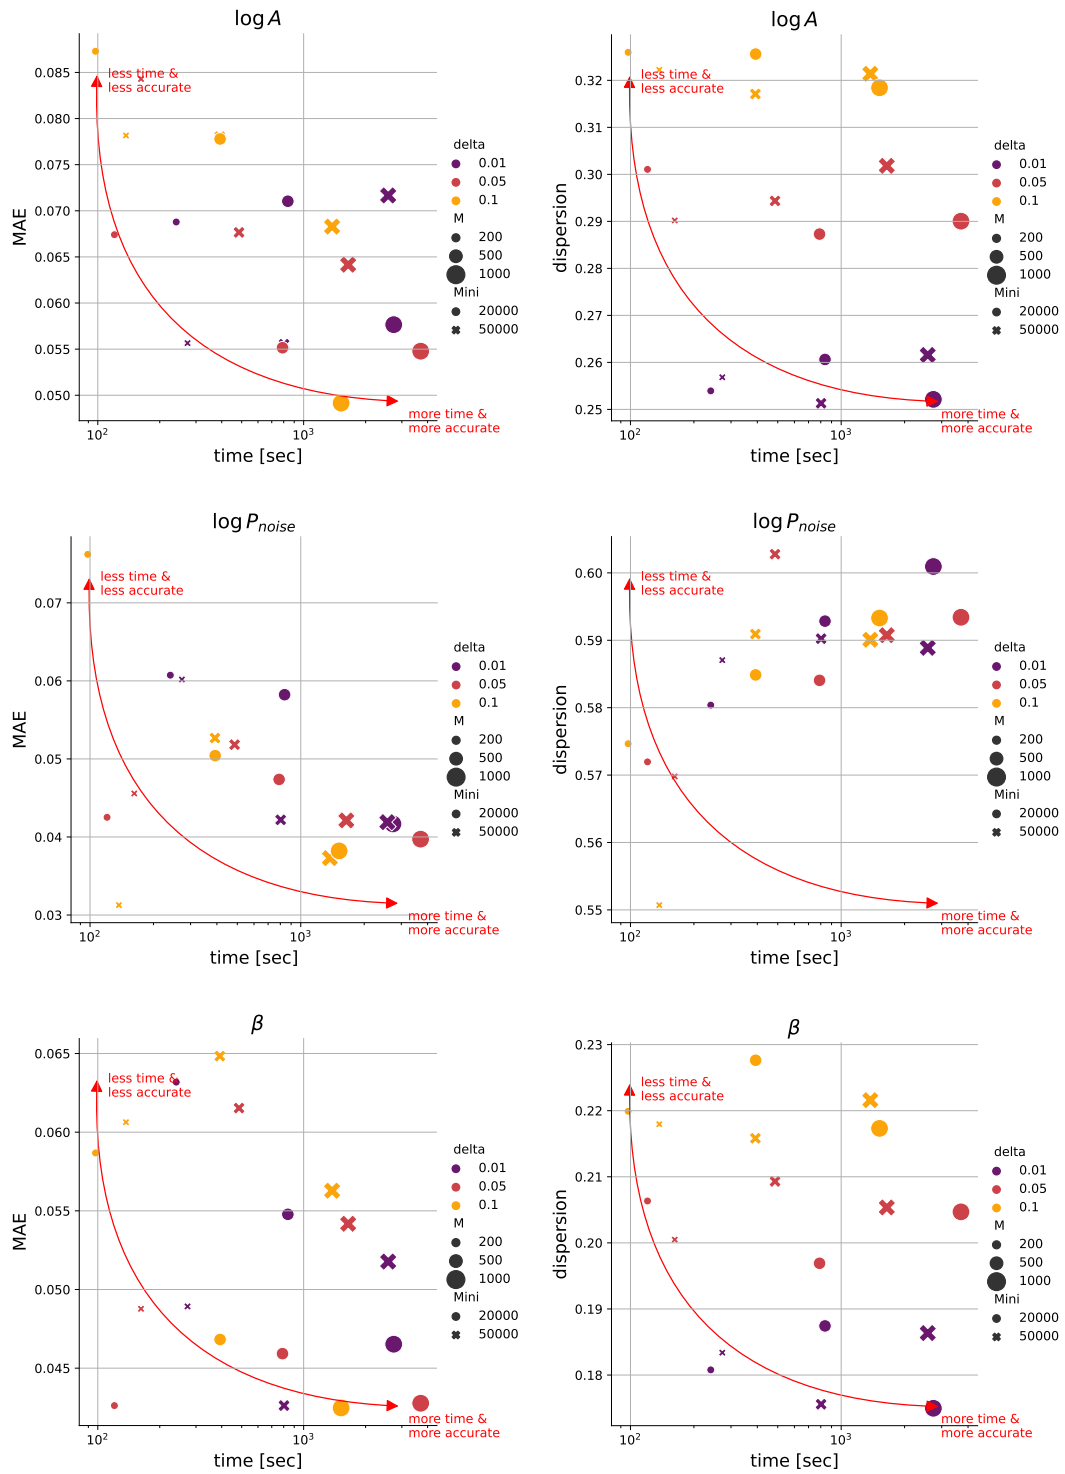 log A
MAE
0.085
0.080
0.075
0.070
0.065
0.060
0.055
0.050
less time &
less accurate
more time &
more accurate
10²
10³
time [sec]
delta
0.01
0.05
0.1
M
200
500
1000
Mini
20000
50000
log A
dispersion
0.32
0.31
0.30
0.29
0.28
0.27
0.26
0.25
less time &
less accurate
more time &
more accurate
10²
10³
time [sec]
delta
0.01
0.05
0.1
M
200
500
1000
Mini
20000
50000
log P_noise
MAE
0.07
0.06
0.05
0.04
0.03
less time &
less accurate
more time &
more accurate
10²
10³
time [sec]
delta
0.01
0.05
0.1
M
200
500
1000
Mini
20000
50000
log P_noise
dispersion
0.60
0.59
0.58
0.57
0.56
0.55
less time &
less accurate
more time &
more accurate
10²
10³
time [sec]
delta
0.01
0.05
0.1
M
200
500
1000
Mini
20000
50000
β
MAE
0.065
0.060
0.055
0.050
0.045
less time &
less accurate
more time &
more accurate
10²
10³
time [sec]
delta
0.01
0.05
0.1
M
200
500
1000
Mini
20000
50000
β
dispersion
0.23
0.22
0.21
0.20
0.19
0.18
less time &
less accurate
more time &
more accurate
10²
10³
time [sec]
delta
0.01
0.05
0.1
M
200
500
1000
Mini
20000
50000